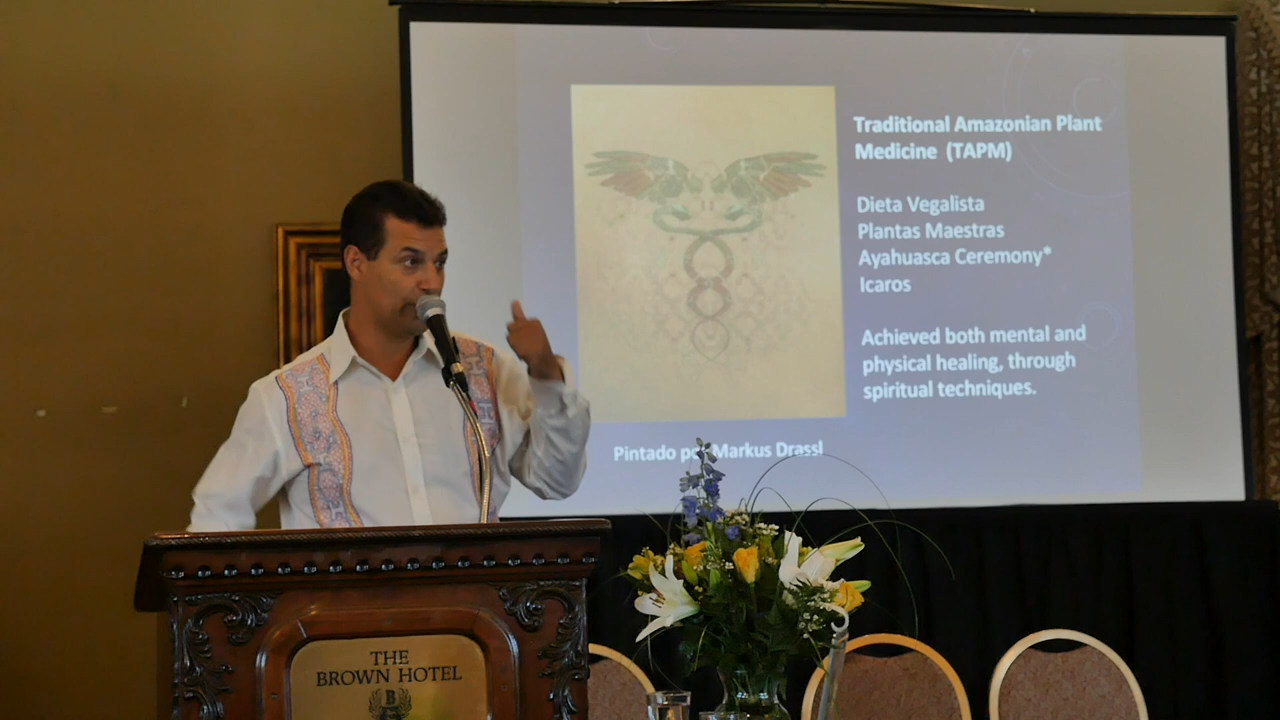 Traditional Amazonian Plant
Medicine (TAPM)
Dieta Vegalista
Plantas Maestras
Ayahuasca Ceremony*
Icaros
Achieved both mental and
physical healing, through
spiritual techniques.
Pintado por Markus Drassl
THE
BROWN HOTEL
B